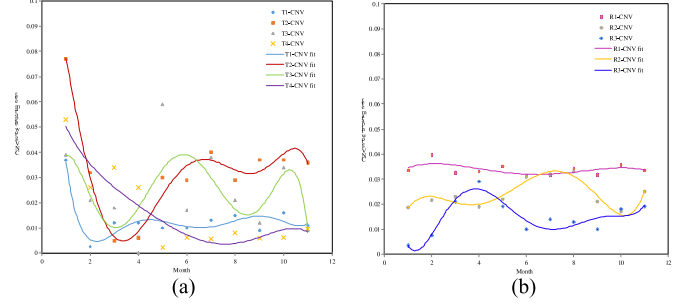 0.1
0.09
0.08
0.07
0.06
0.05
0.04
0.03
0.02
0.01
0
0
2
4
6
8
10
12
Month
T1-CNV
T2-CNV
T3-CNV
T4-CNV
T1-CNV fit
T2-CNV fit
T3-CNV fit
T4-CNV fit
(a)
0.1
0.09
0.08
0.07
0.06
0.05
0.04
0.03
0.02
0.01
0
0
2
4
6
8
10
12
Month
R1-CNV
R2-CNV
R3-CNV
R1-CNV fit
R2-CNV fit
R3-CNV fit
(b)